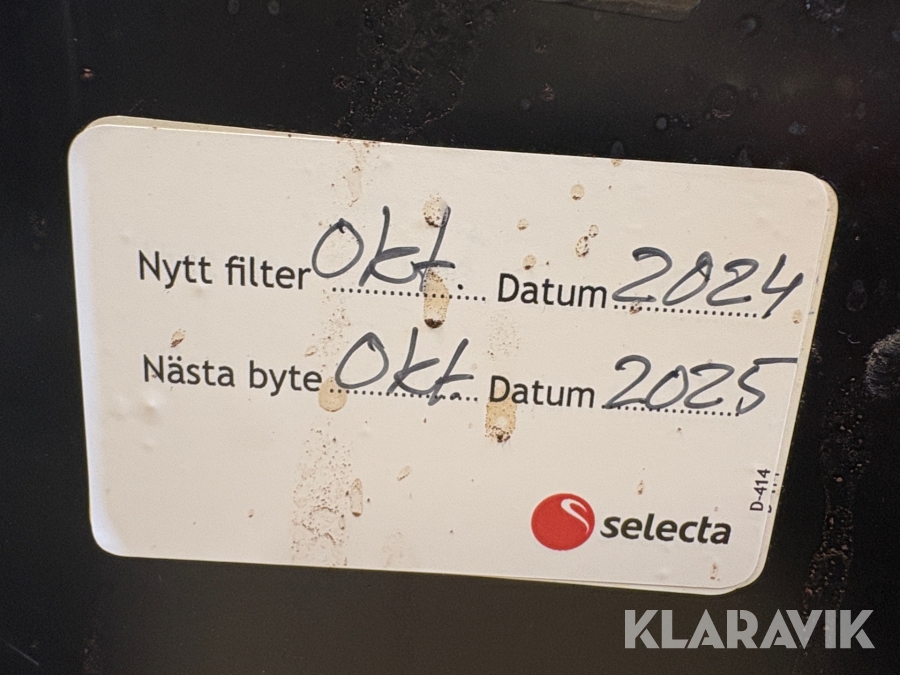 Nytt filter Okt. Datum 2024
Nästa byte Okt. Datum 2025
D-414
selecta
KLARAVIK